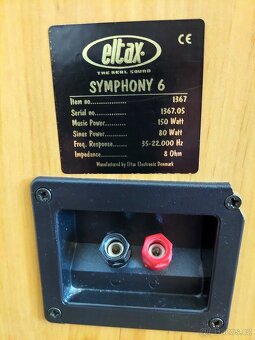 eltax
THE REAL SOUND
CE
SYMPHONY 6
Item no.............. 1367
Serial no............ 1367.05
Music Power.......... 150 Watt
Sinus Power.......... 80 Watt
Freq. Response....... 35-22.000 Hz
Impedance............ 8 Ohm
Manufactured by Eltax Electronic Denmark